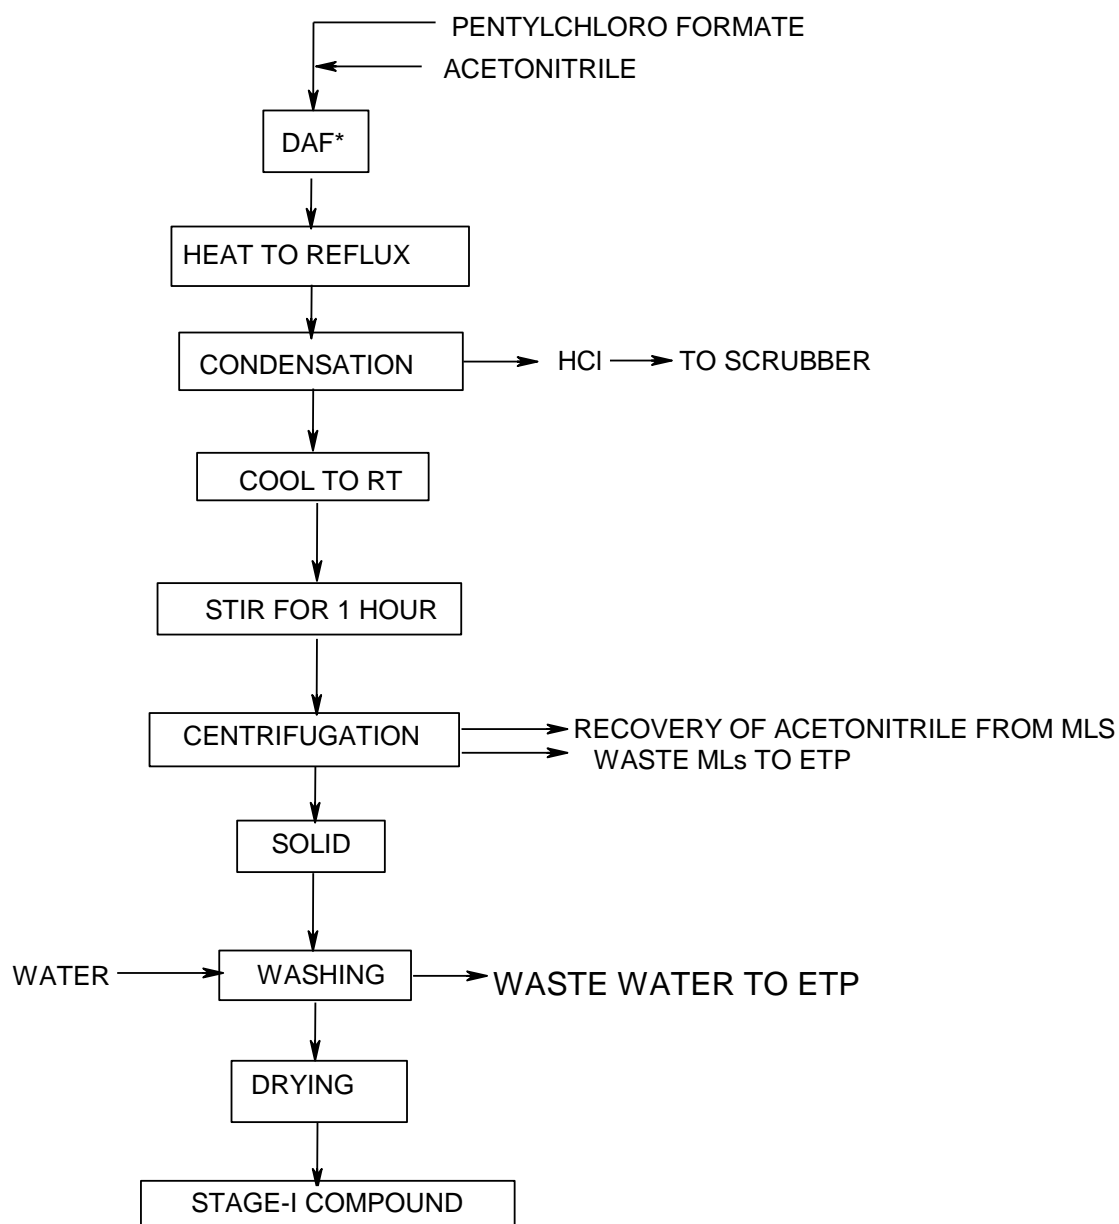 PENTYLCHLORO FORMATE
ACETONITRILE
DAF*
HEAT TO REFLUX
CONDENSATION
HCl
TO SCRUBBER
COOL TO RT
STIR FOR 1 HOUR
CENTRIFUGATION
RECOVERY OF ACETONITRILE FROM MLS
WASTE MLs TO ETP
SOLID
WATER
WASHING
WASTE WATER TO ETP
DRYING
STAGE-I COMPOUND